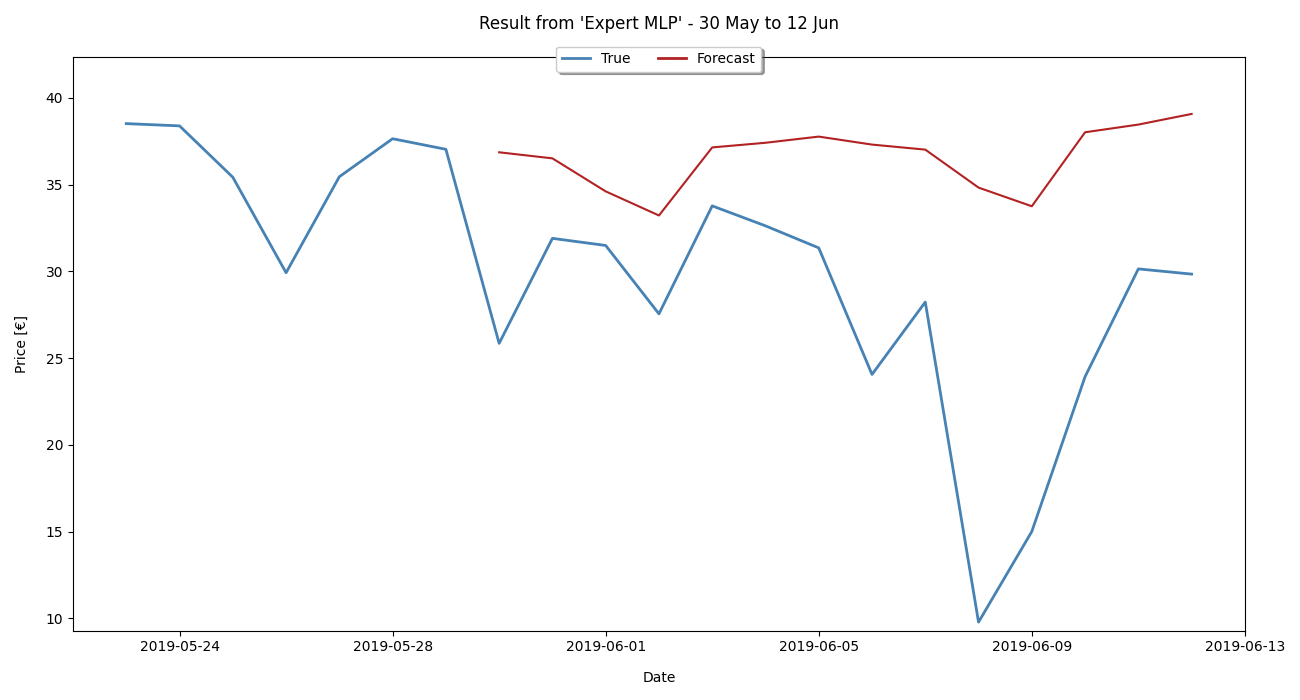 Result from 'Expert MLP' - 30 May to 12 Jun
True Forecast
40
35
30
25
20
15
10
Price [€]
2019-05-24 2019-05-28 2019-06-01 2019-06-05 2019-06-09 2019-06-13
Date